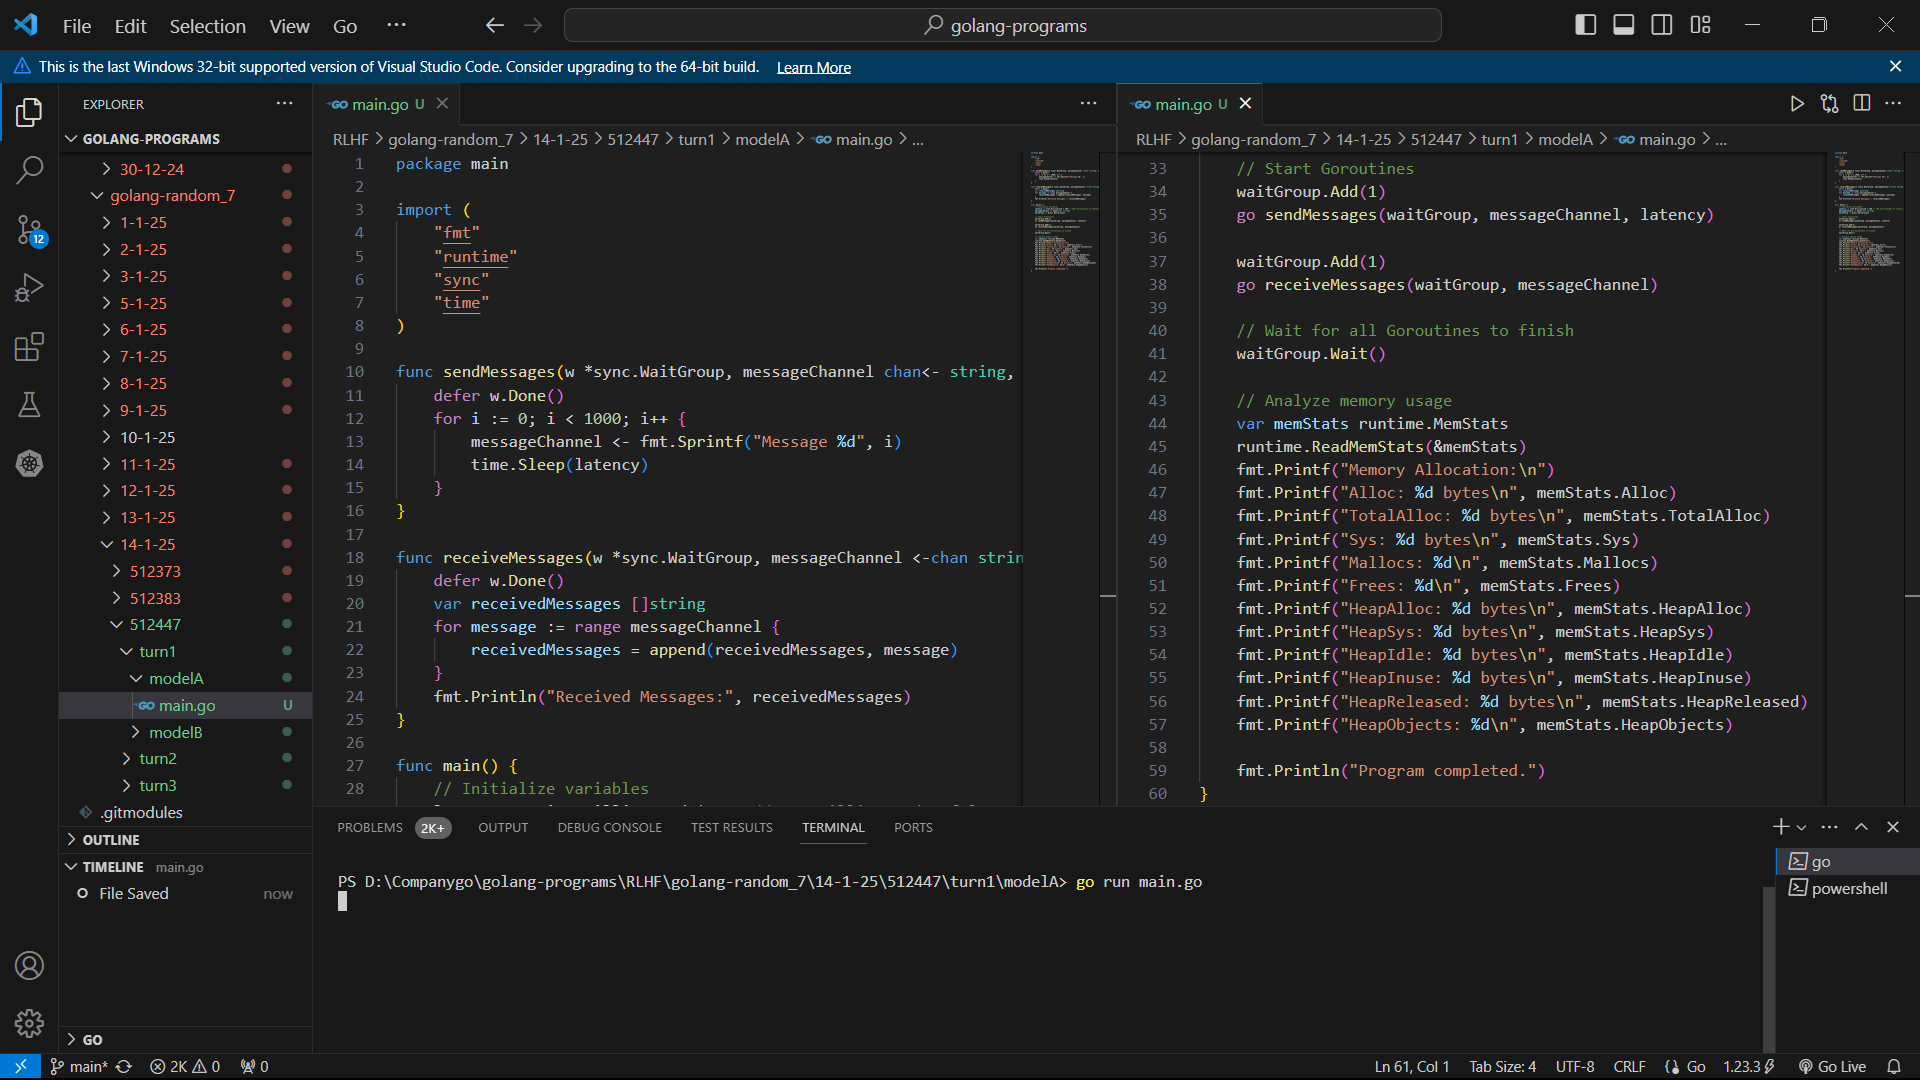 File Edit Selection View Go ···
golang-programs
This is the last Windows 32-bit supported version of Visual Studio Code. Consider upgrading to the 64-bit build. Learn More
EXPLORER
GOLANG-PROGRAMS
30-12-24
golang-random_7
1-1-25
2-1-25
3-1-25
5-1-25
6-1-25
7-1-25
8-1-25
9-1-25
10-1-25
11-1-25
12-1-25
13-1-25
14-1-25
512373
512383
512447
turn1
modelA
main.go U
modelB
turn2
turn3
.gitmodules
OUTLINE
TIMELINE main.go
File Saved now
GO
12
main.go U
RLHF > golang-random_7 > 14-1-25 > 512447 > turn1 > modelA > main.go > ...
1 package main
2
3 import (
4 "fmt"
5 "runtime"
6 "sync"
7 "time"
8 )
9
10 func sendMessages(w *sync.WaitGroup, messageChannel chan<- string,
11 defer w.Done()
12 for i := 0; i < 1000; i++ {
13 messageChannel <- fmt.Sprintf("Message %d", i)
14 time.Sleep(latency)
15 }
16 }
17
18 func receiveMessages(w *sync.WaitGroup, messageChannel <-chan strin
19 defer w.Done()
20 var receivedMessages []string
21 for message := range messageChannel {
22 receivedMessages = append(receivedMessages, message)
23 }
24 fmt.Println("Received Messages:", receivedMessages)
25 }
26
27 func main() {
28 // Initialize variables
main.go U
RLHF > golang-random_7 > 14-1-25 > 512447 > turn1 > modelA > main.go > ...
33 // Start Goroutines
34 waitGroup.Add(1)
35 go sendMessages(waitGroup, messageChannel, latency)
36
37 waitGroup.Add(1)
38 go receiveMessages(waitGroup, messageChannel)
39
40 // Wait for all Goroutines to finish
41 waitGroup.Wait()
42
43 // Analyze memory usage
44 var memStats runtime.MemStats
45 runtime.ReadMemStats(&memStats)
46 fmt.Printf("Memory Allocation:\n")
47 fmt.Printf("Alloc: %d bytes\n", memStats.Alloc)
48 fmt.Printf("TotalAlloc: %d bytes\n", memStats.TotalAlloc)
49 fmt.Printf("Sys: %d bytes\n", memStats.Sys)
50 fmt.Printf("Mallocs: %d\n", memStats.Mallocs)
51 fmt.Printf("Frees: %d\n", memStats.Frees)
52 fmt.Printf("HeapAlloc: %d bytes\n", memStats.HeapAlloc)
53 fmt.Printf("HeapSys: %d bytes\n", memStats.HeapSys)
54 fmt.Printf("HeapIdle: %d bytes\n", memStats.HeapIdle)
55 fmt.Printf("HeapInuse: %d bytes\n", memStats.HeapInuse)
56 fmt.Printf("HeapReleased: %d bytes\n", memStats.HeapReleased)
57 fmt.Printf("HeapObjects: %d\n", memStats.HeapObjects)
58
59 fmt.Println("Program completed.")
60 }
PROBLEMS 2K+ OUTPUT DEBUG CONSOLE TEST RESULTS TERMINAL PORTS
PS D:\Companygo\golang-programs\RLHF\golang-random_7\14-1-25\512447\turn1\modelA> go run main.go
go
powershell
main* 2K 0 0 Ln 61, Col 1 Tab Size: 4 UTF-8 CRLF Go 1.23.3 Go Live